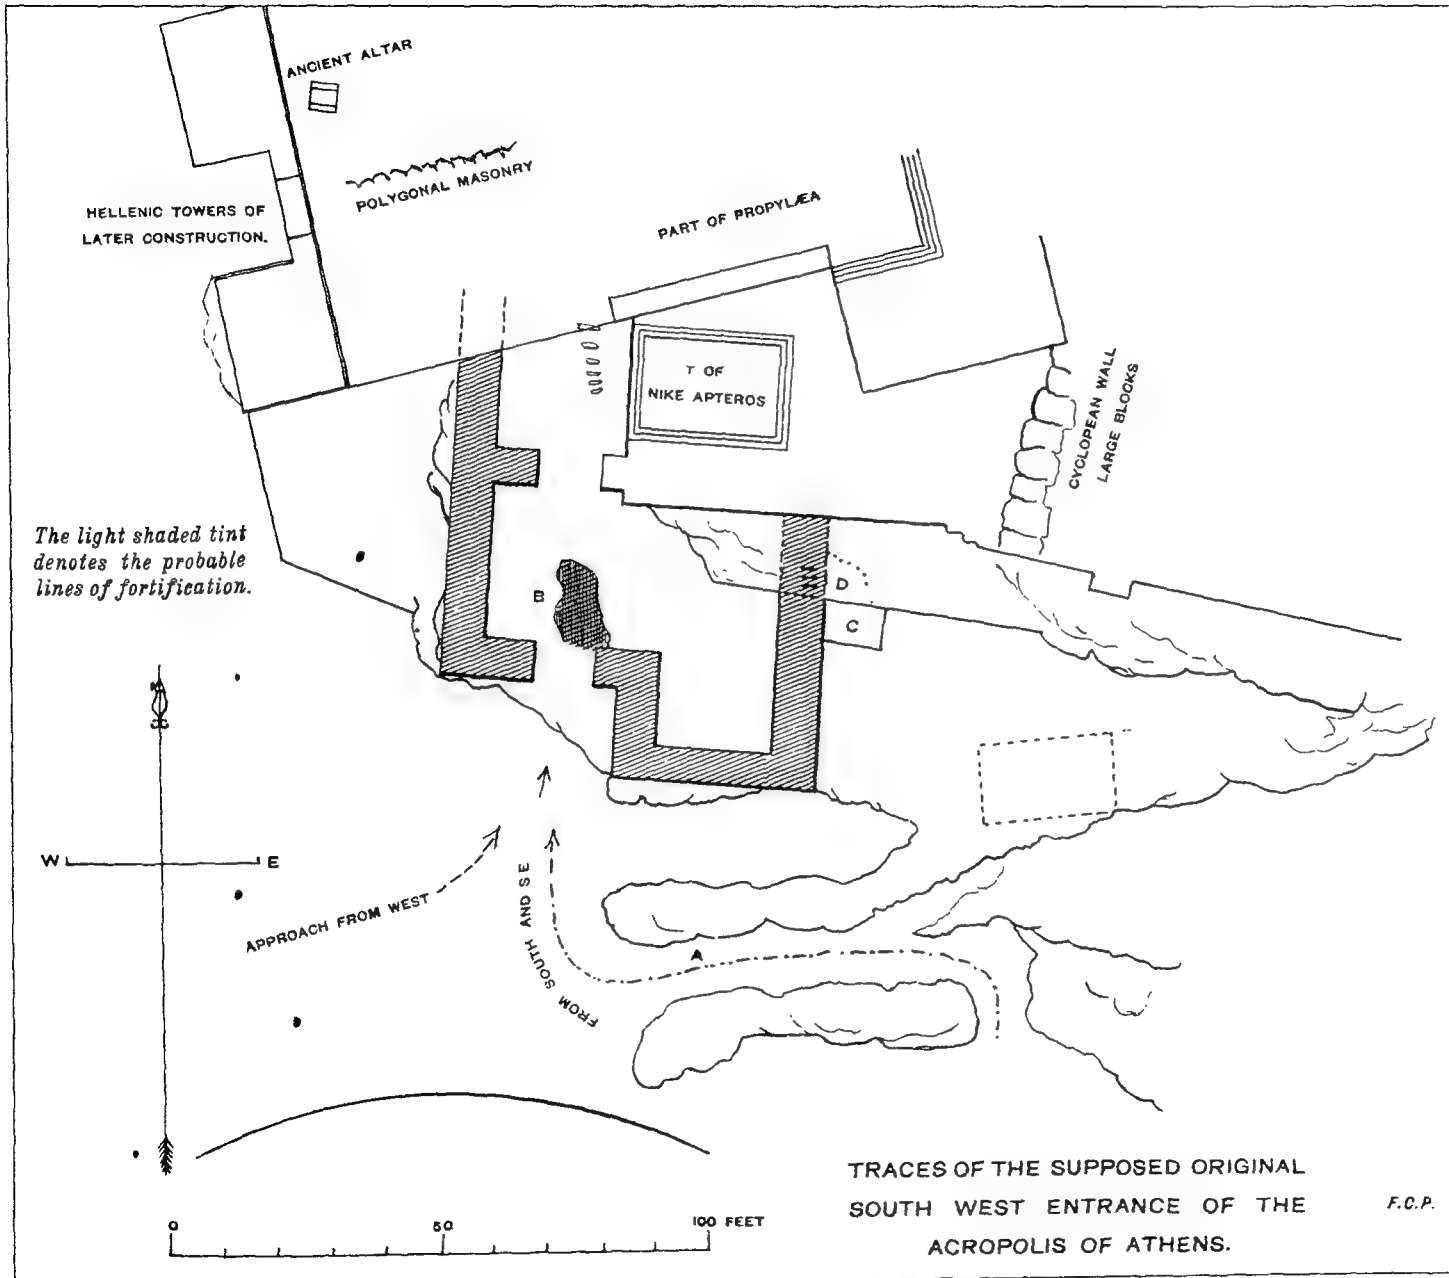 ANCIENT ALTAR
POLYGONAL MASONRY
HELLENIC TOWERS OF
LATER CONSTRUCTION.
PART OF PROPYLÆA
T OF
NIKE APTEROS
CYCLOPEAN WALL
LARGE BLOCKS
The light shaded tint
denotes the probable
lines of fortification.
B
D
C
W
E
APPROACH FROM WEST
FROM SOUTH AND SE
A
0
50
100 FEET
TRACES OF THE SUPPOSED ORIGINAL
SOUTH WEST ENTRANCE OF THE
ACROPOLIS OF ATHENS.
F.C.P.